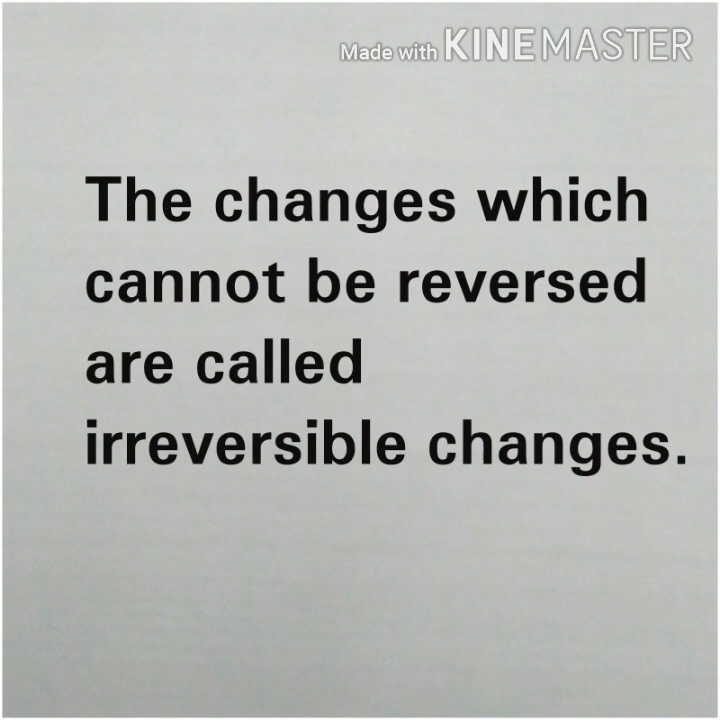 Made with KINEMASTER
The changes which
cannot be reversed
are called
irreversible changes.